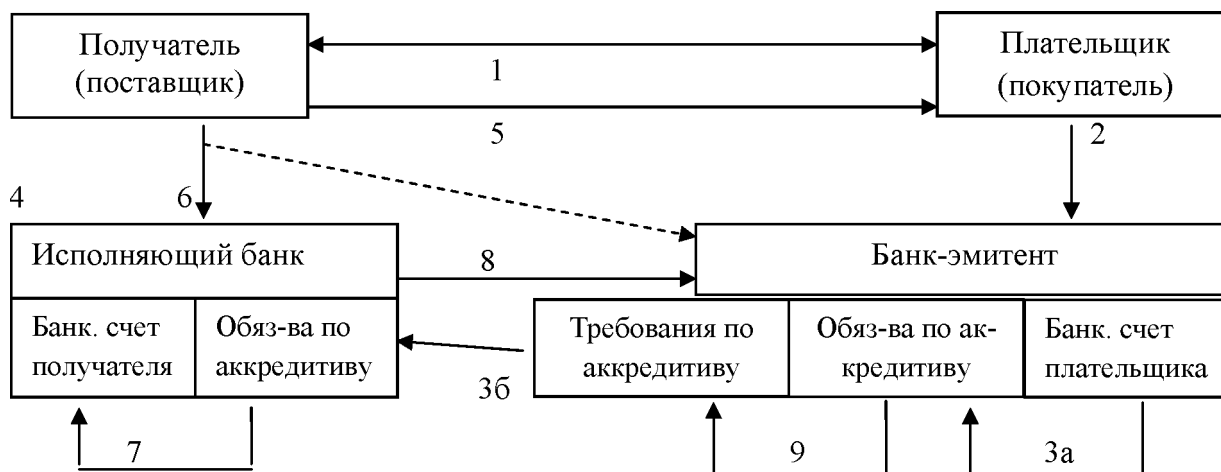 Получатель
(поставщик)
1
5
Плательщик
(покупатель)
2
4
6
Исполняющий банк
8
Банк-эмитент
Банк. счет
получателя
Обяз-ва по
аккредитиву
3б
Требования по
аккредитиву
Обяз-ва по ак-
кредитиву
Банк. счет
плательщика
7
9
3а